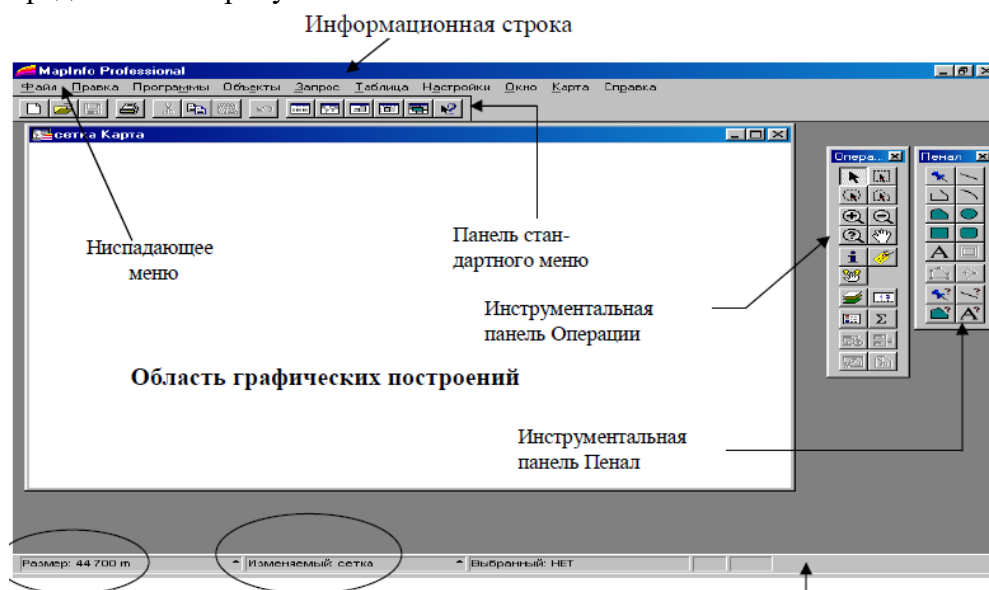 Информационная строка
MapInfo Professional
Файл Правка Программы Объекты Запрос Таблица Настройки Окно Карта Справка
сетка Карта
Опера...
Пенал
Ниспадающее
меню
Панель стан-
дартного меню
Инструментальная
панель Операции
Область графических построений
Инструментальная
панель Пенал
Размер: 44 700 m
Изменяемый: сетка
Выбранный: НЕТ